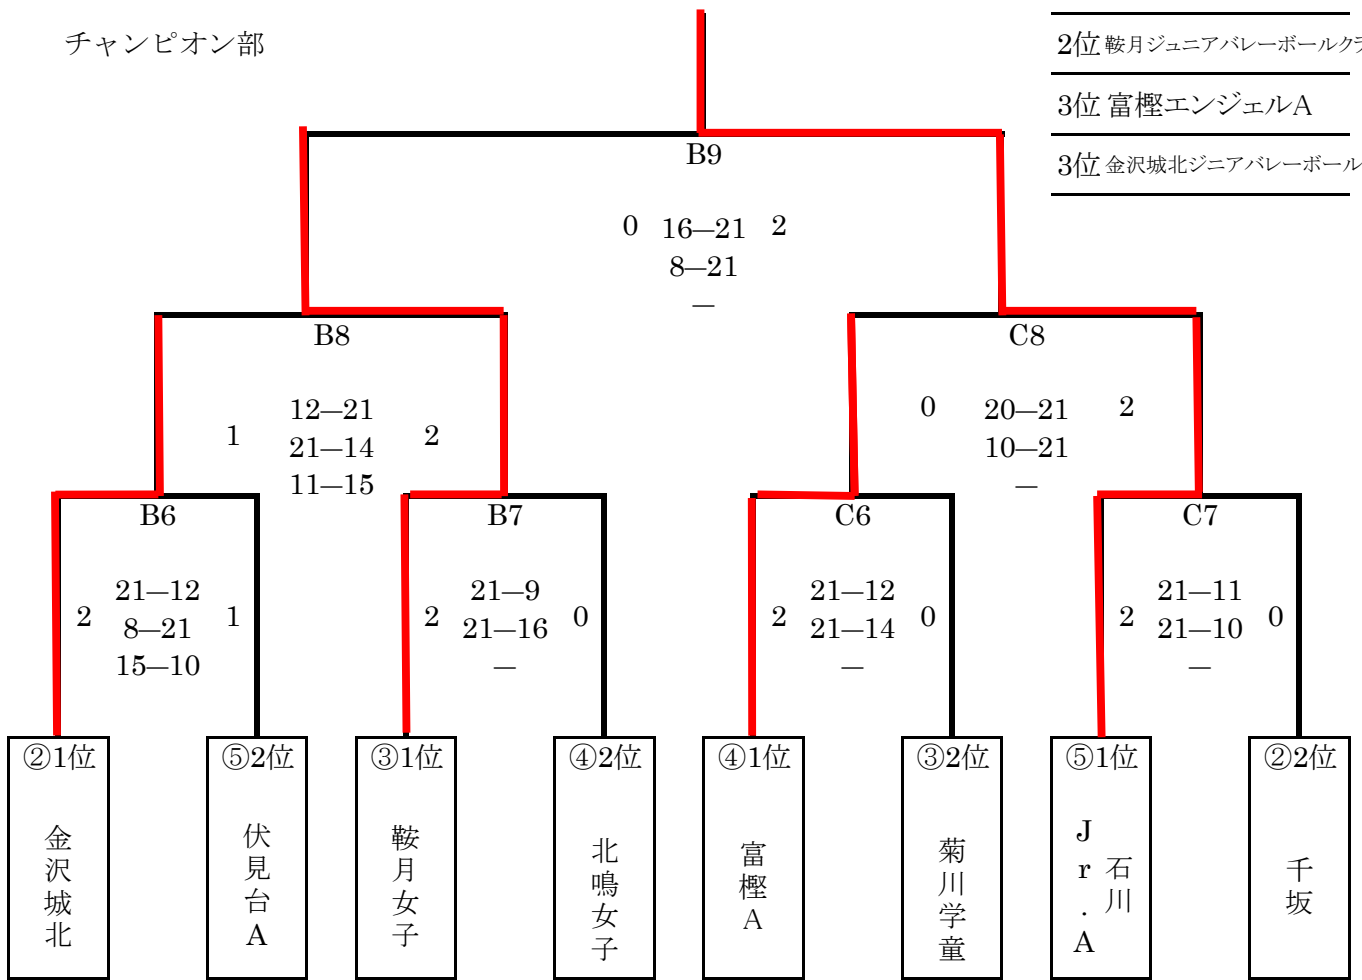 チャンピオン部
2位 鞍月ジュニアバレーボールクラ
3位 富樫エンジェルA
3位 金沢城北ジニアバレーボール
B9
0 16—21 2
8—21
—
B8
12—21
1 21—14 2
11—15
C8
0 20—21 2
10—21
—
B6
21—12
2 8—21 1
15—10
B7
21—9
2 21—16 0
—
C6
21—12
2 21—14 0
—
C7
21—11
2 21—10 0
—
②1位
金沢城北
⑤2位
伏見台A
③1位
鞍月女子
④2位
北鳴女子
④1位
富樫A
③2位
菊川学童
⑤1位
石川
Jr.A
②2位
千坂